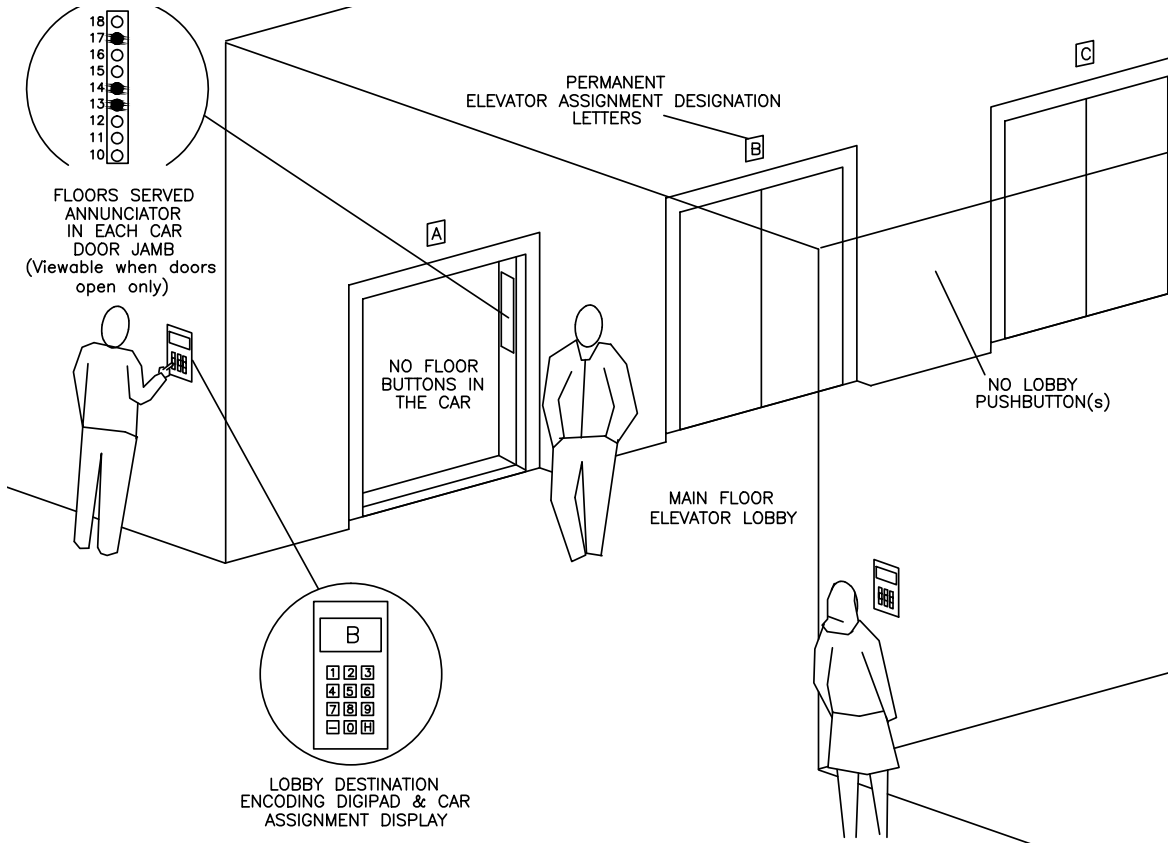 18
17
16
15
14
13
12
11
10
FLOORS SERVED
ANNUNCIATOR
IN EACH CAR
DOOR JAMB
(Viewable when doors
open only)
PERMANENT
ELEVATOR ASSIGNMENT DESIGNATION
LETTERS
A
B
C
NO FLOOR
BUTTONS IN
THE CAR
NO LOBBY
PUSHBUTTON(s)
MAIN FLOOR
ELEVATOR LOBBY
B
1 2 3
4 5 6
7 8 9
– 0 H
LOBBY DESTINATION
ENCODING DIGIPAD & CAR
ASSIGNMENT DISPLAY